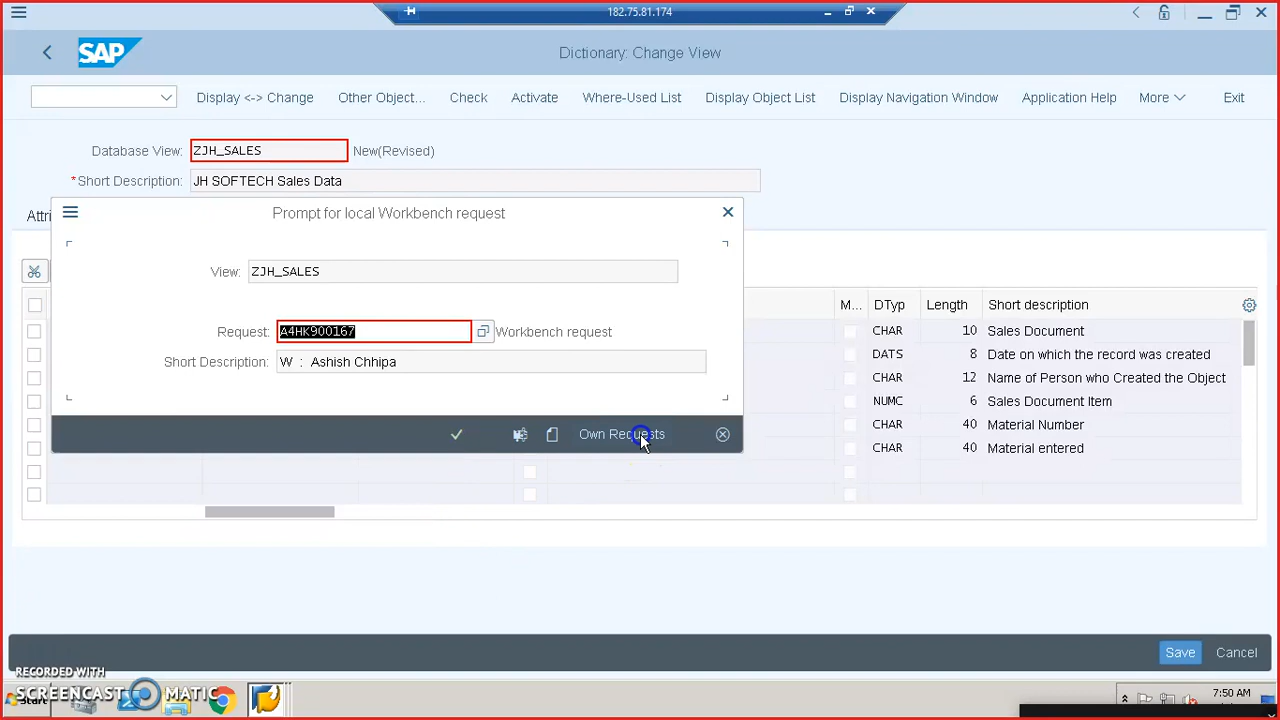 182.75.81.174
SAP
Dictionary: Change View
Display <-> Change Other Object... Check Activate Where-Used List Display Object List Display Navigation Window Application Help More Exit
Database View: ZJH_SALES New(Revised)
*Short Description: JH SOFTECH Sales Data
Attri
Prompt for local Workbench request
View: ZJH_SALES
Request: A4HK900167 Workbench request
Short Description: W : Ashish Chhipa
Own Requests
M... DTyp Length Short description
CHAR 10 Sales Document
DATS 8 Date on which the record was created
CHAR 12 Name of Person who Created the Object
NUMC 6 Sales Document Item
CHAR 40 Material Number
CHAR 40 Material entered
Save Cancel
RECORDED WITH
SCREENCAST MATIC
Start
7:50 AM